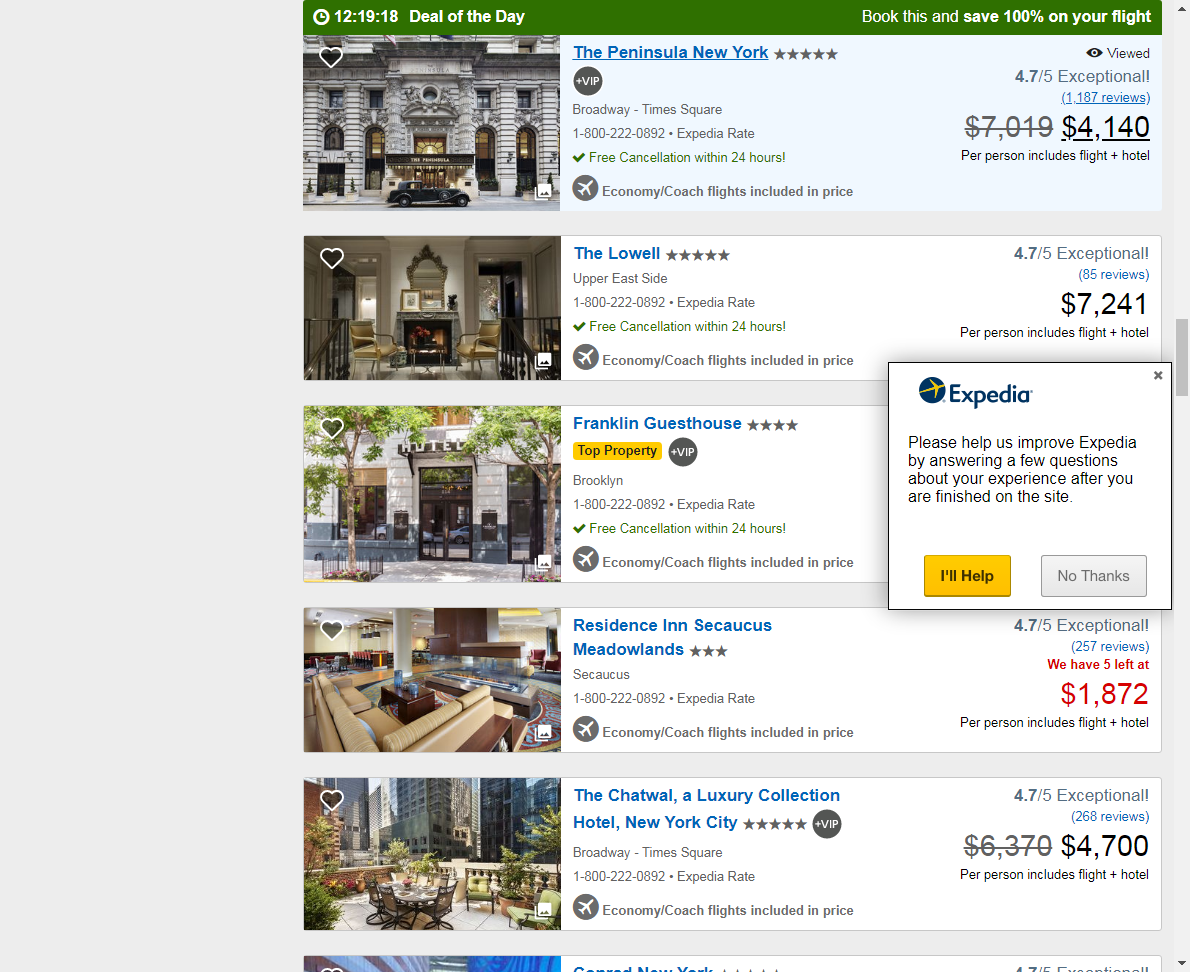 12:19:18 Deal of the Day
Book this and save 100% on your flight
THE PENINSULA
The Peninsula New York
Viewed
4.7/5 Exceptional!
+VIP
(1,187 reviews)
Broadway - Times Square
$7,019 $4,140
1-800-222-0892 • Expedia Rate
Per person includes flight + hotel
Free Cancellation within 24 hours!
Economy/Coach flights included in price
The Lowell
4.7/5 Exceptional!
Upper East Side
(85 reviews)
1-800-222-0892 • Expedia Rate
$7,241
Free Cancellation within 24 hours!
Per person includes flight + hotel
Economy/Coach flights included in price
HOTEL
Franklin Guesthouse
Top Property +VIP
Brooklyn
1-800-222-0892 • Expedia Rate
Free Cancellation within 24 hours!
Economy/Coach flights included in price
Expedia
Please help us improve Expedia
by answering a few questions
about your experience after you
are finished on the site.
I'll Help
No Thanks
Residence Inn Secaucus
Meadowlands
4.7/5 Exceptional!
(257 reviews)
Secaucus
We have 5 left at
1-800-222-0892 • Expedia Rate
$1,872
Per person includes flight + hotel
Economy/Coach flights included in price
The Chatwal, a Luxury Collection
Hotel, New York City +VIP
4.7/5 Exceptional!
(268 reviews)
Broadway - Times Square
$6,370 $4,700
1-800-222-0892 • Expedia Rate
Per person includes flight + hotel
Economy/Coach flights included in price
Conrad New York
4.7/5 Exceptional!